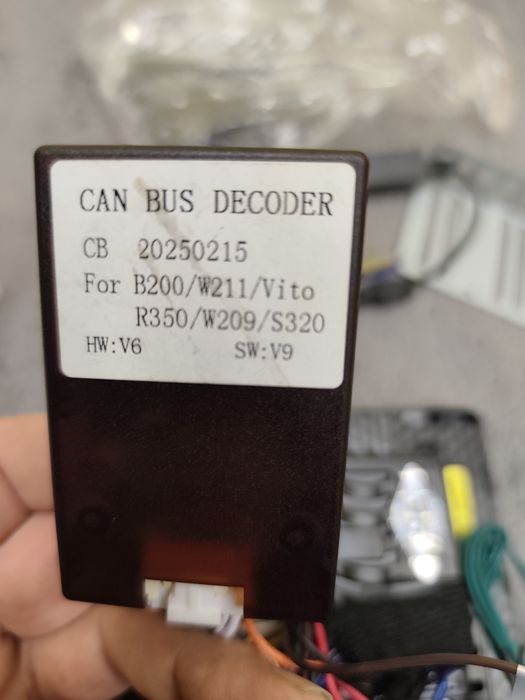 CAN BUS DECODER
CB 20250215
For B200/W211/Vito
R350/W209/S320
HW:V6 SW:V9